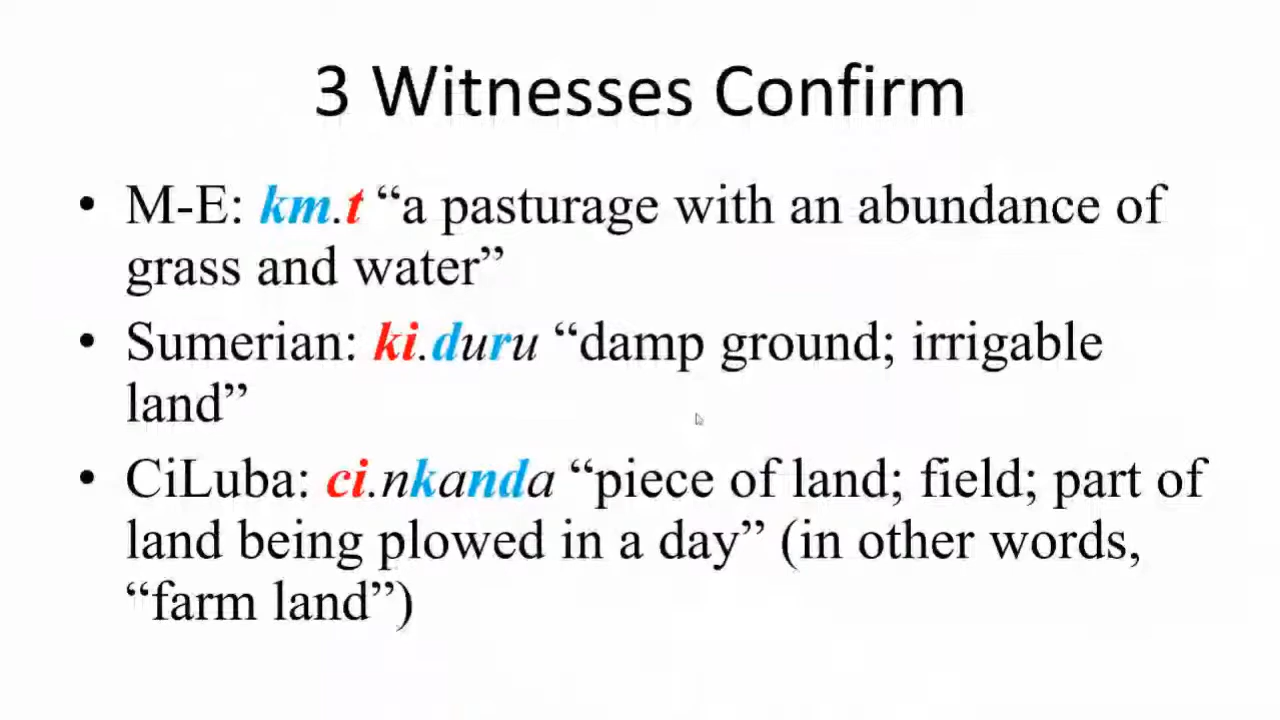 3 Witnesses Confirm
• M-E: km.t “a pasturage with an abundance of
grass and water”
• Sumerian: ki.duru “damp ground; irrigable
land”
• CiLuba: ci.nkanda “piece of land; field; part of
land being plowed in a day” (in other words,
“farm land”)